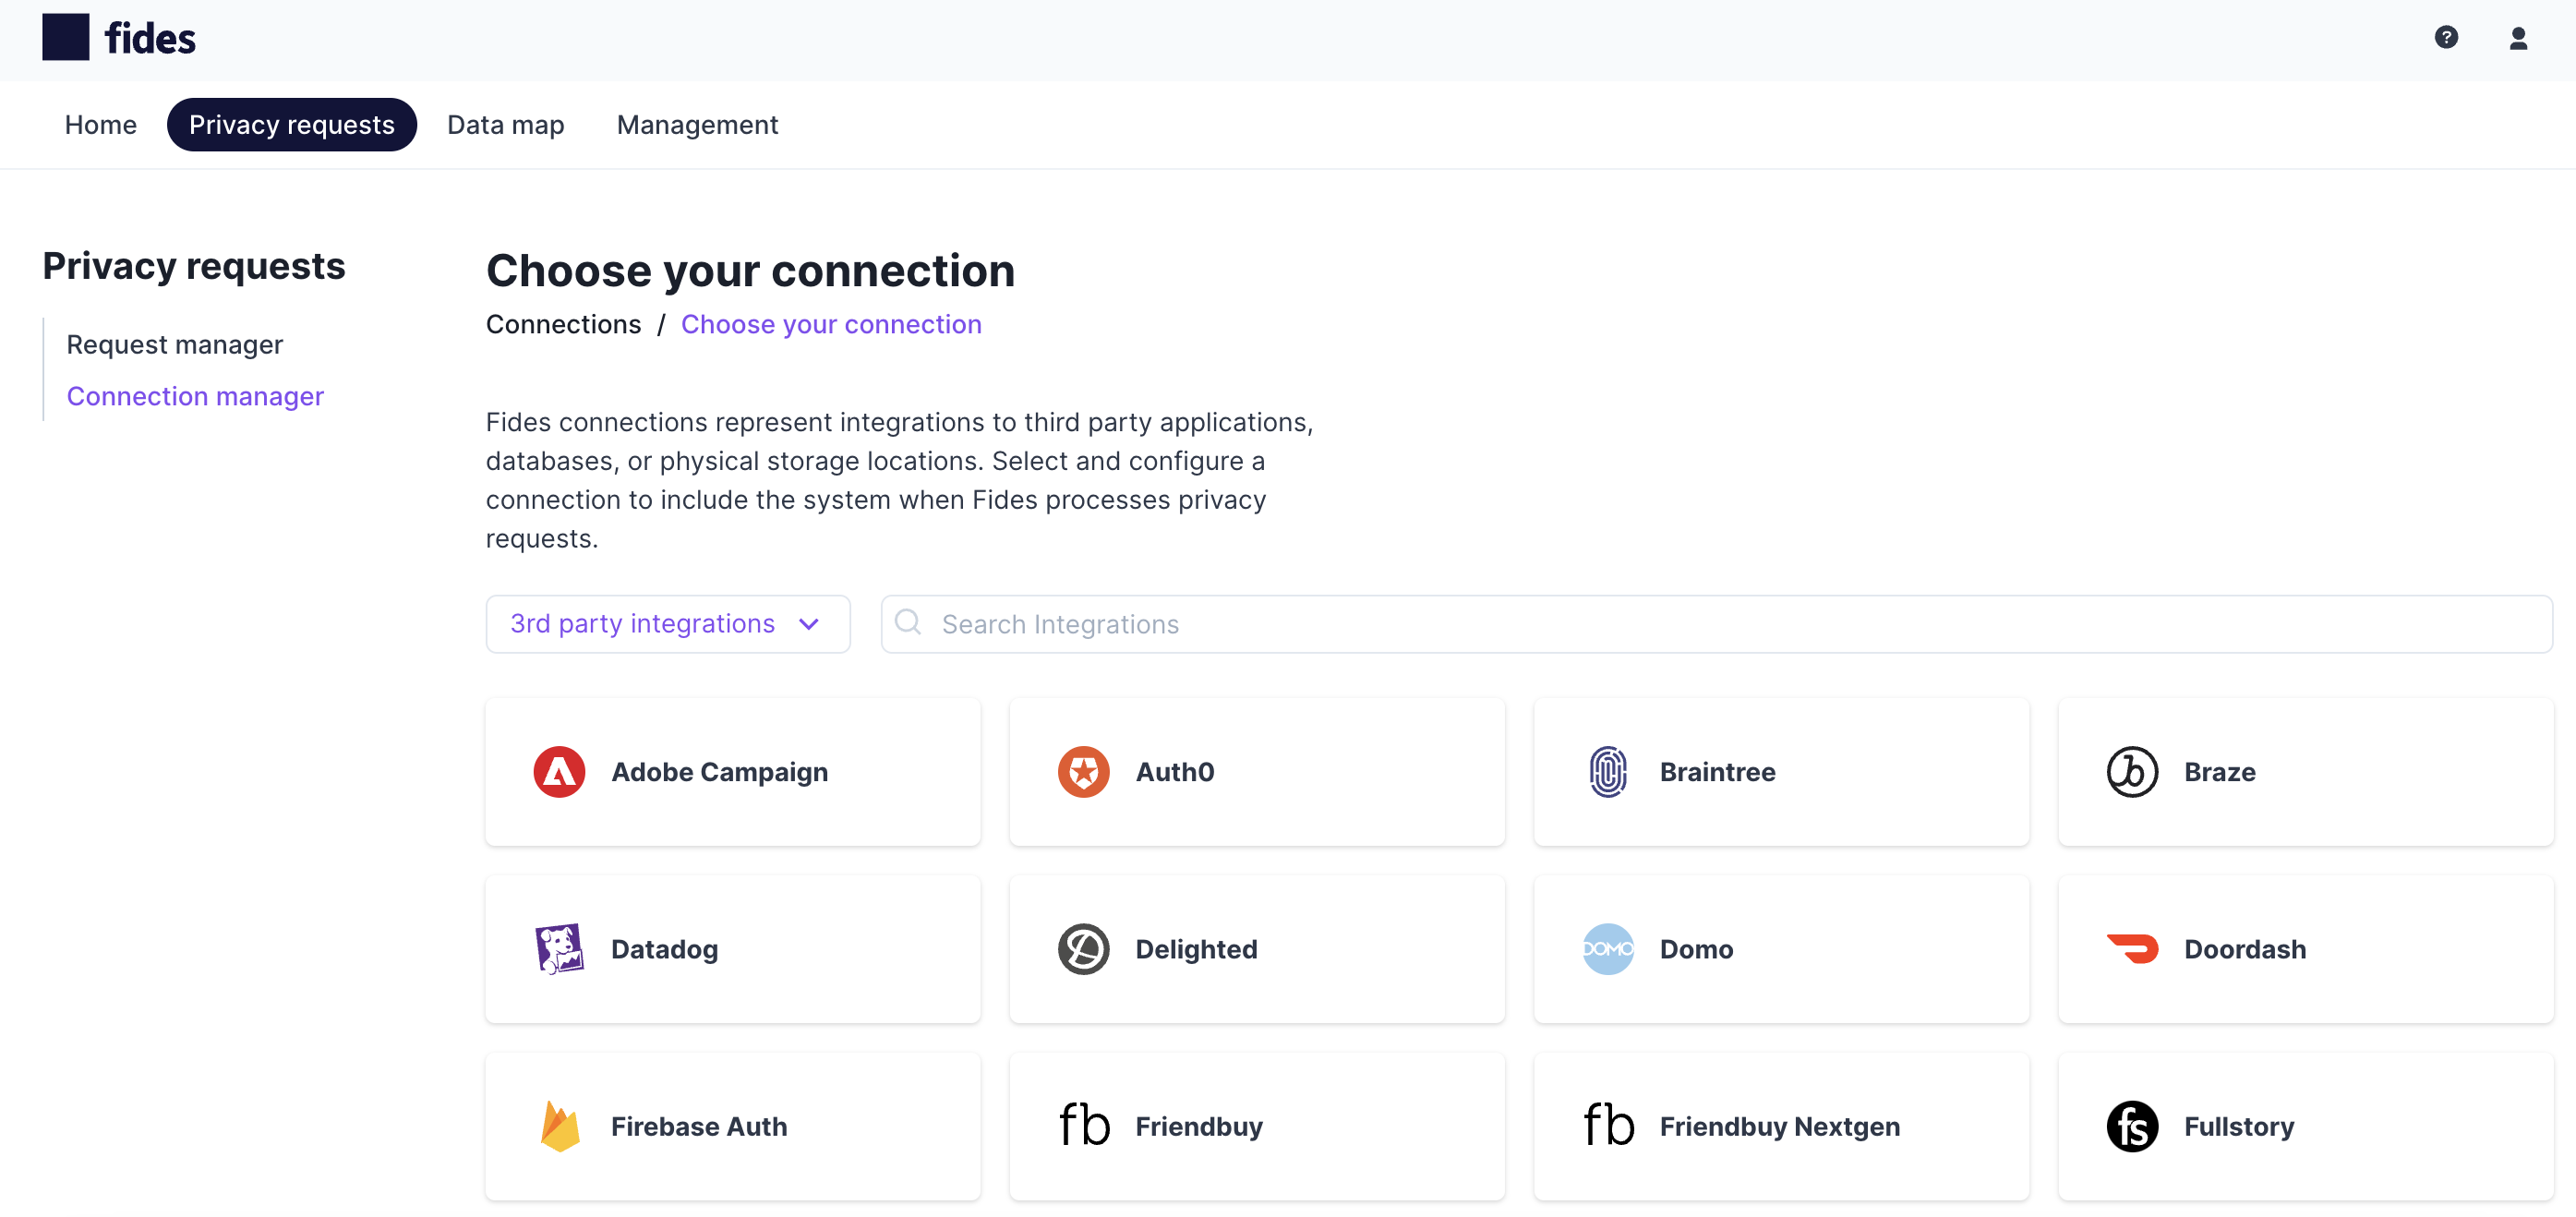 fides
?
Home Privacy requests Data map Management
Privacy requests
Request manager
Connection manager
Choose your connection
Connections / Choose your connection
Fides connections represent integrations to third party applications,
databases, or physical storage locations. Select and configure a
connection to include the system when Fides processes privacy
requests.
3rd party integrations
Search Integrations
Adobe Campaign
Auth0
Braintree
b Braze
Datadog
Delighted
DOMO Domo
Doordash
Firebase Auth
fb Friendbuy
fb Friendbuy Nextgen
fs Fullstory